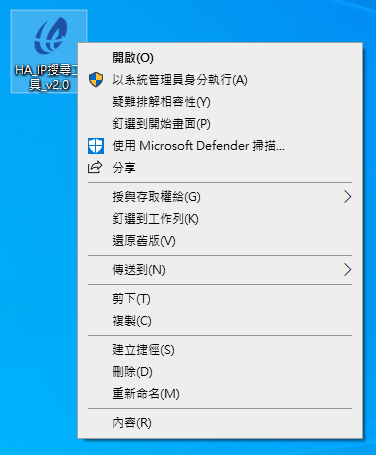 HA_IP搜尋工
具_v2.0
開啟(O)
以系統管理員身分執行(A)
疑難排解相容性(Y)
釘選到開始畫面(P)
使用 Microsoft Defender 掃描...
分享
授與存取權給(G)
釘選到工作列(K)
還原舊版(V)
傳送到(N)
剪下(T)
複製(C)
建立捷徑(S)
刪除(D)
重新命名(M)
內容(R)